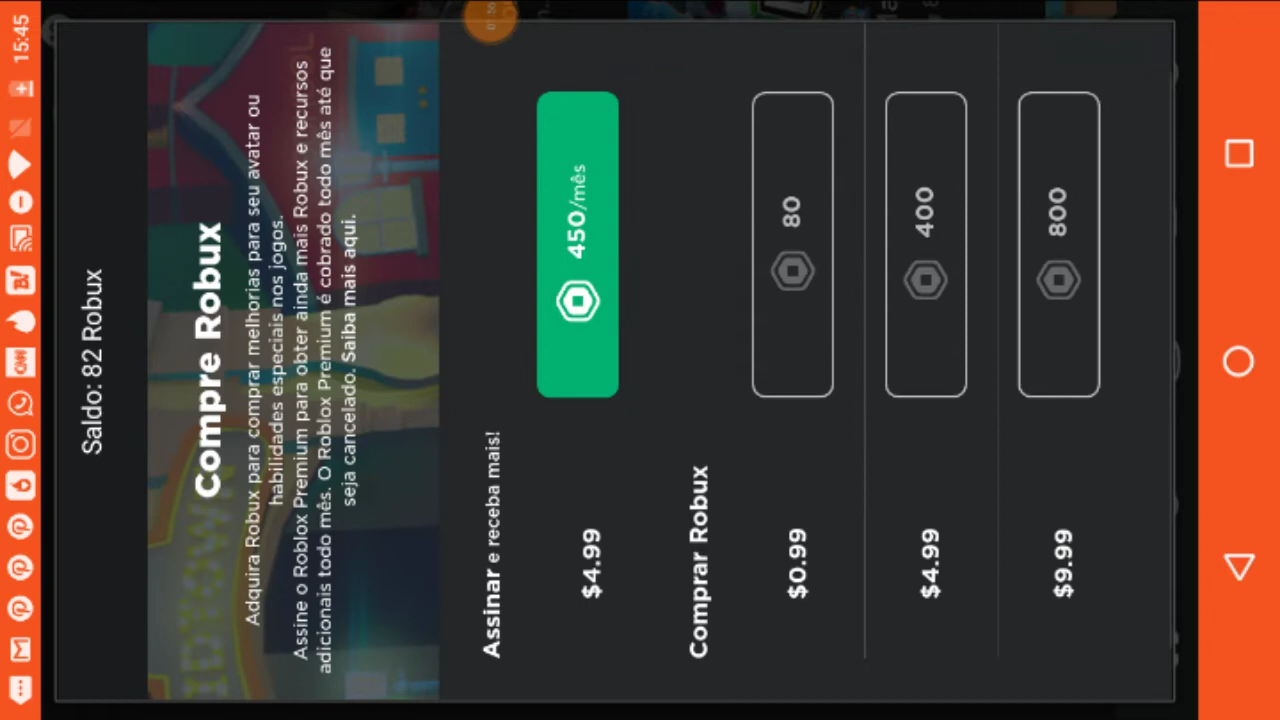 15:45
Saldo: 82 Robux
Compre Robux
Adquira Robux para comprar melhorias para seu avatar ou
habilidades especiais nos jogos.
Assine o Roblox Premium para obter ainda mais Robux e recursos
adicionais todo mês. O Roblox Premium é cobrado todo mês até que
seja cancelado. Saiba mais aqui.
Assinar e receba mais!
$4.99 450/mês
Comprar Robux
$0.99 80
$4.99 400
$9.99 800